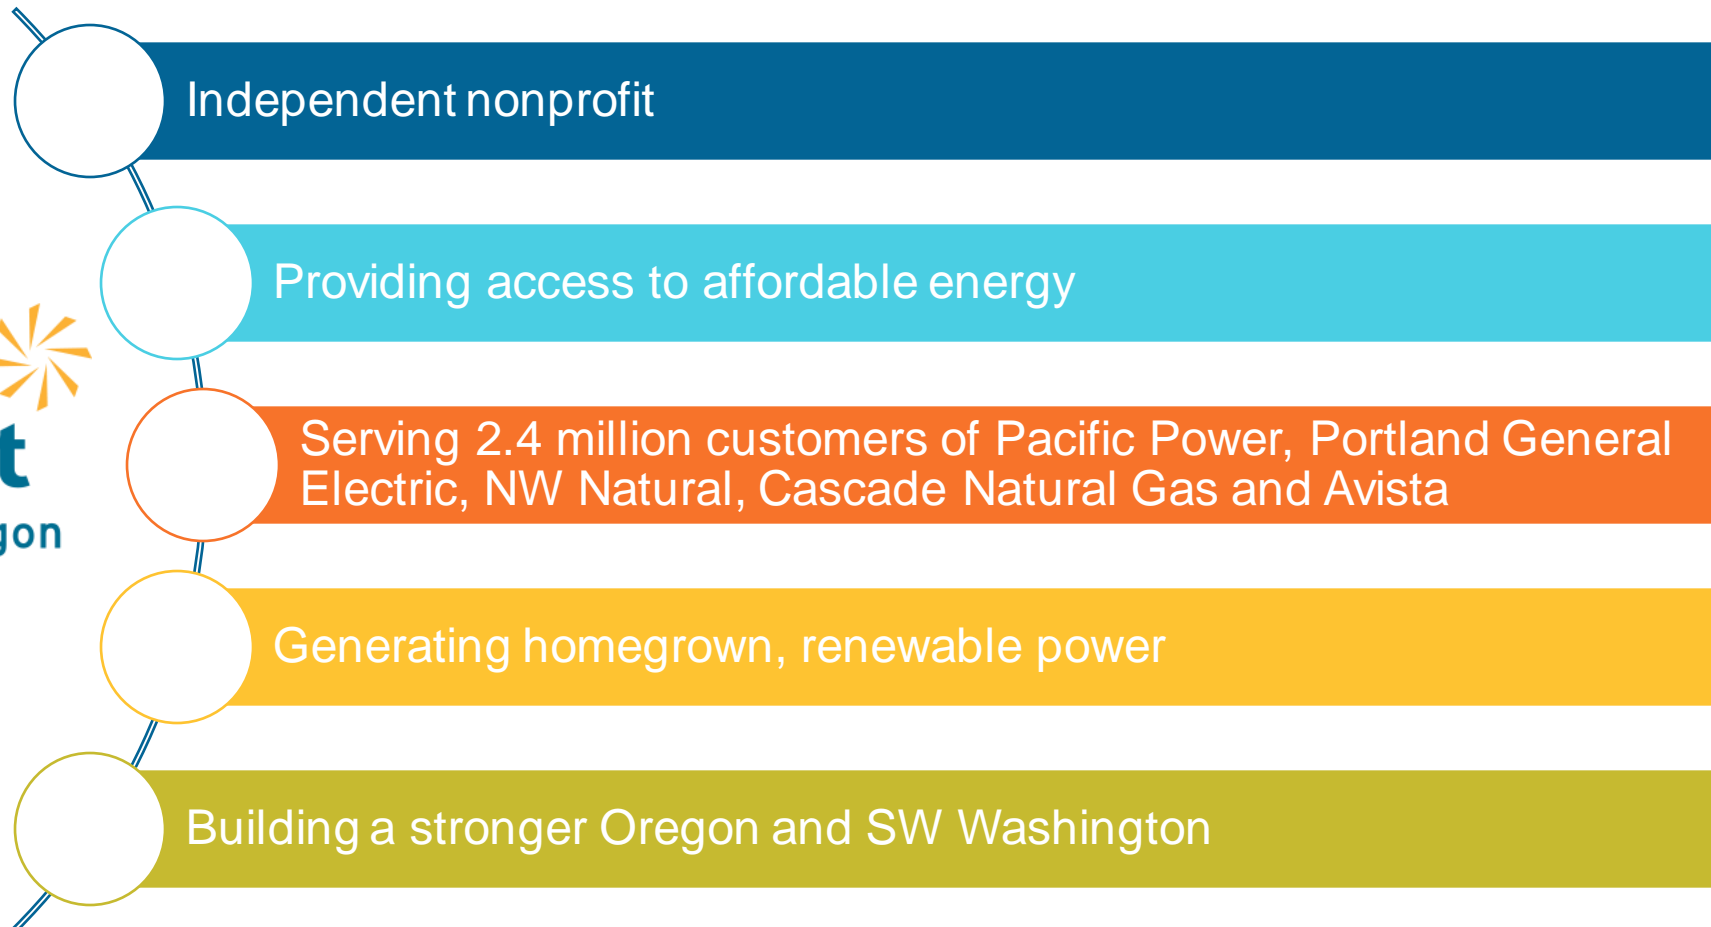 Independent nonprofit
Providing access to affordable energy
Serving 2.4 million customers of Pacific Power, Portland General
Electric, NW Natural, Cascade Natural Gas and Avista
t
gon
Generating homegrown, renewable power
Building a stronger Oregon and SW Washington